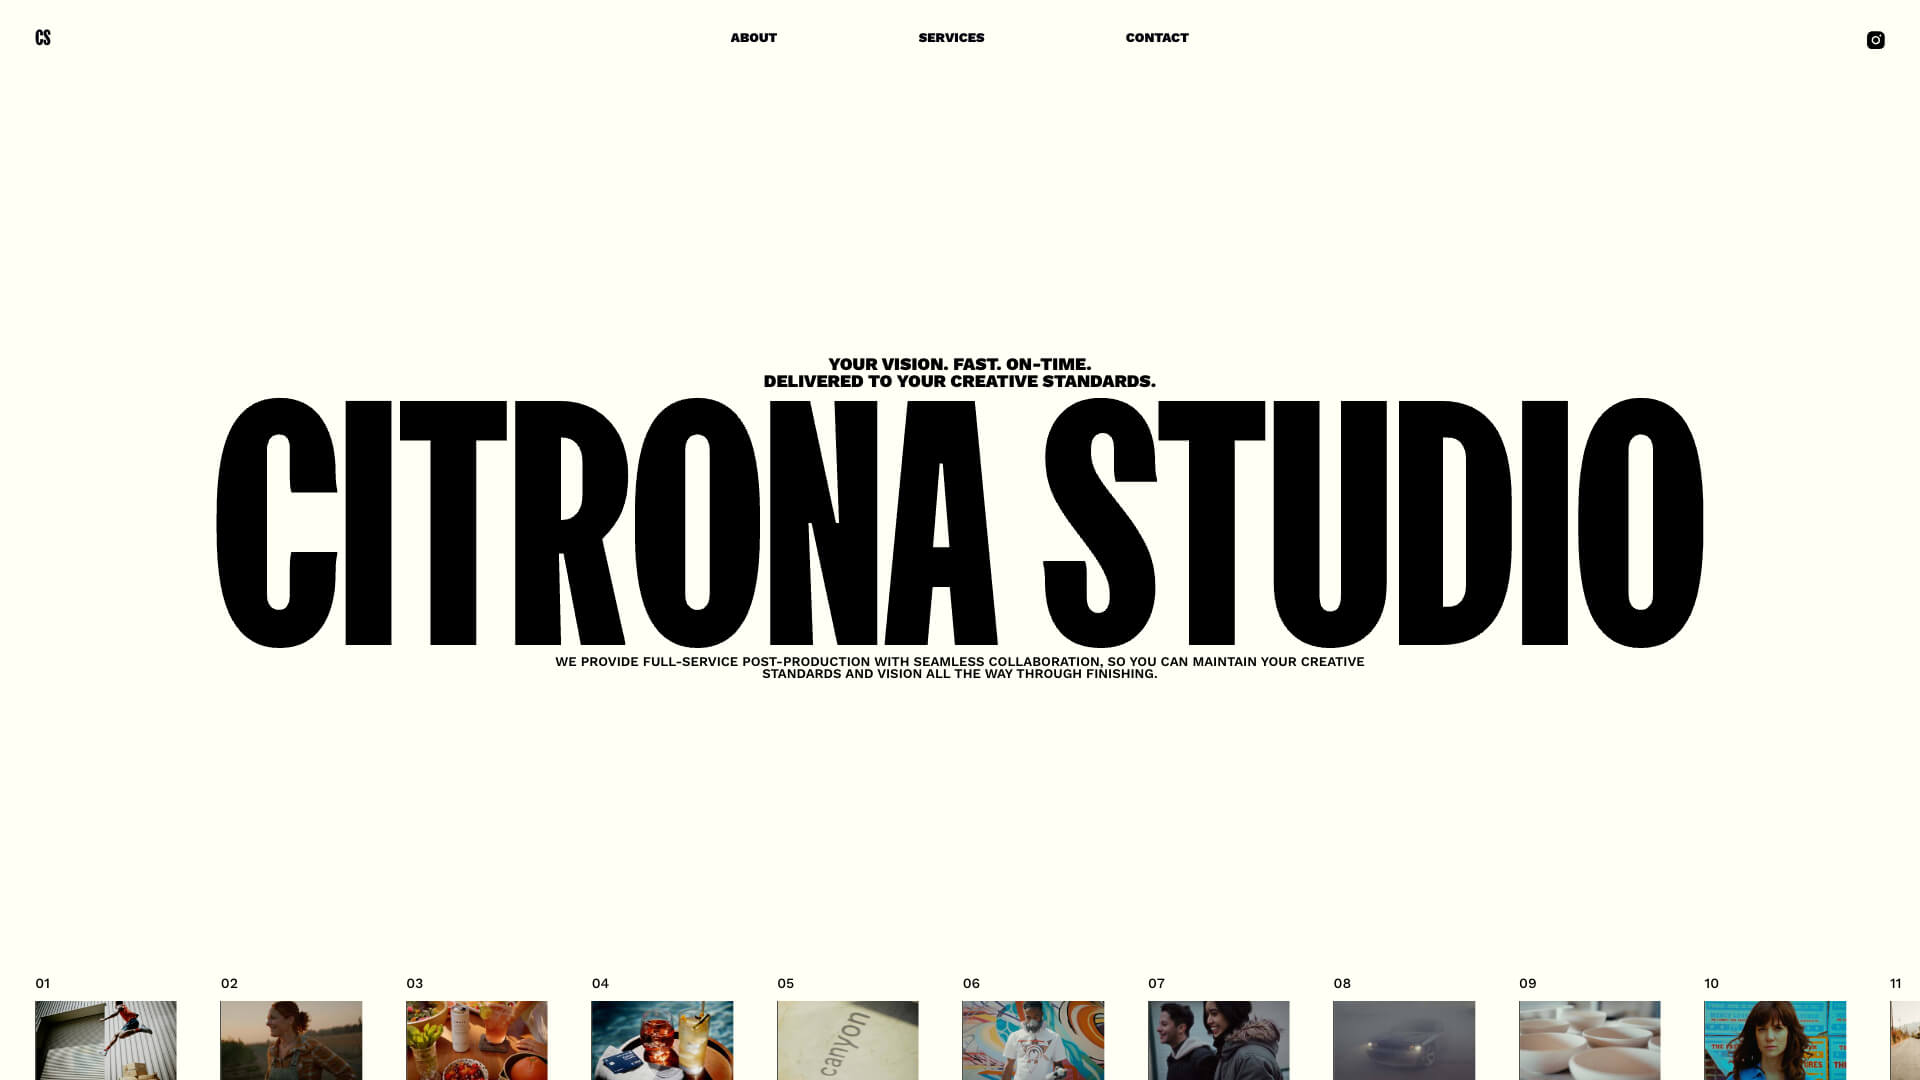 CS
ABOUT
SERVICES
CONTACT
YOUR VISION. FAST. ON-TIME.
DELIVERED TO YOUR CREATIVE STANDARDS.
CITRONA STUDIO
WE PROVIDE FULL-SERVICE POST-PRODUCTION WITH SEAMLESS COLLABORATION, SO YOU CAN MAINTAIN YOUR CREATIVE
STANDARDS AND VISION ALL THE WAY THROUGH FINISHING.
01
02
03
04
05
06
07
08
09
10
11
canyon